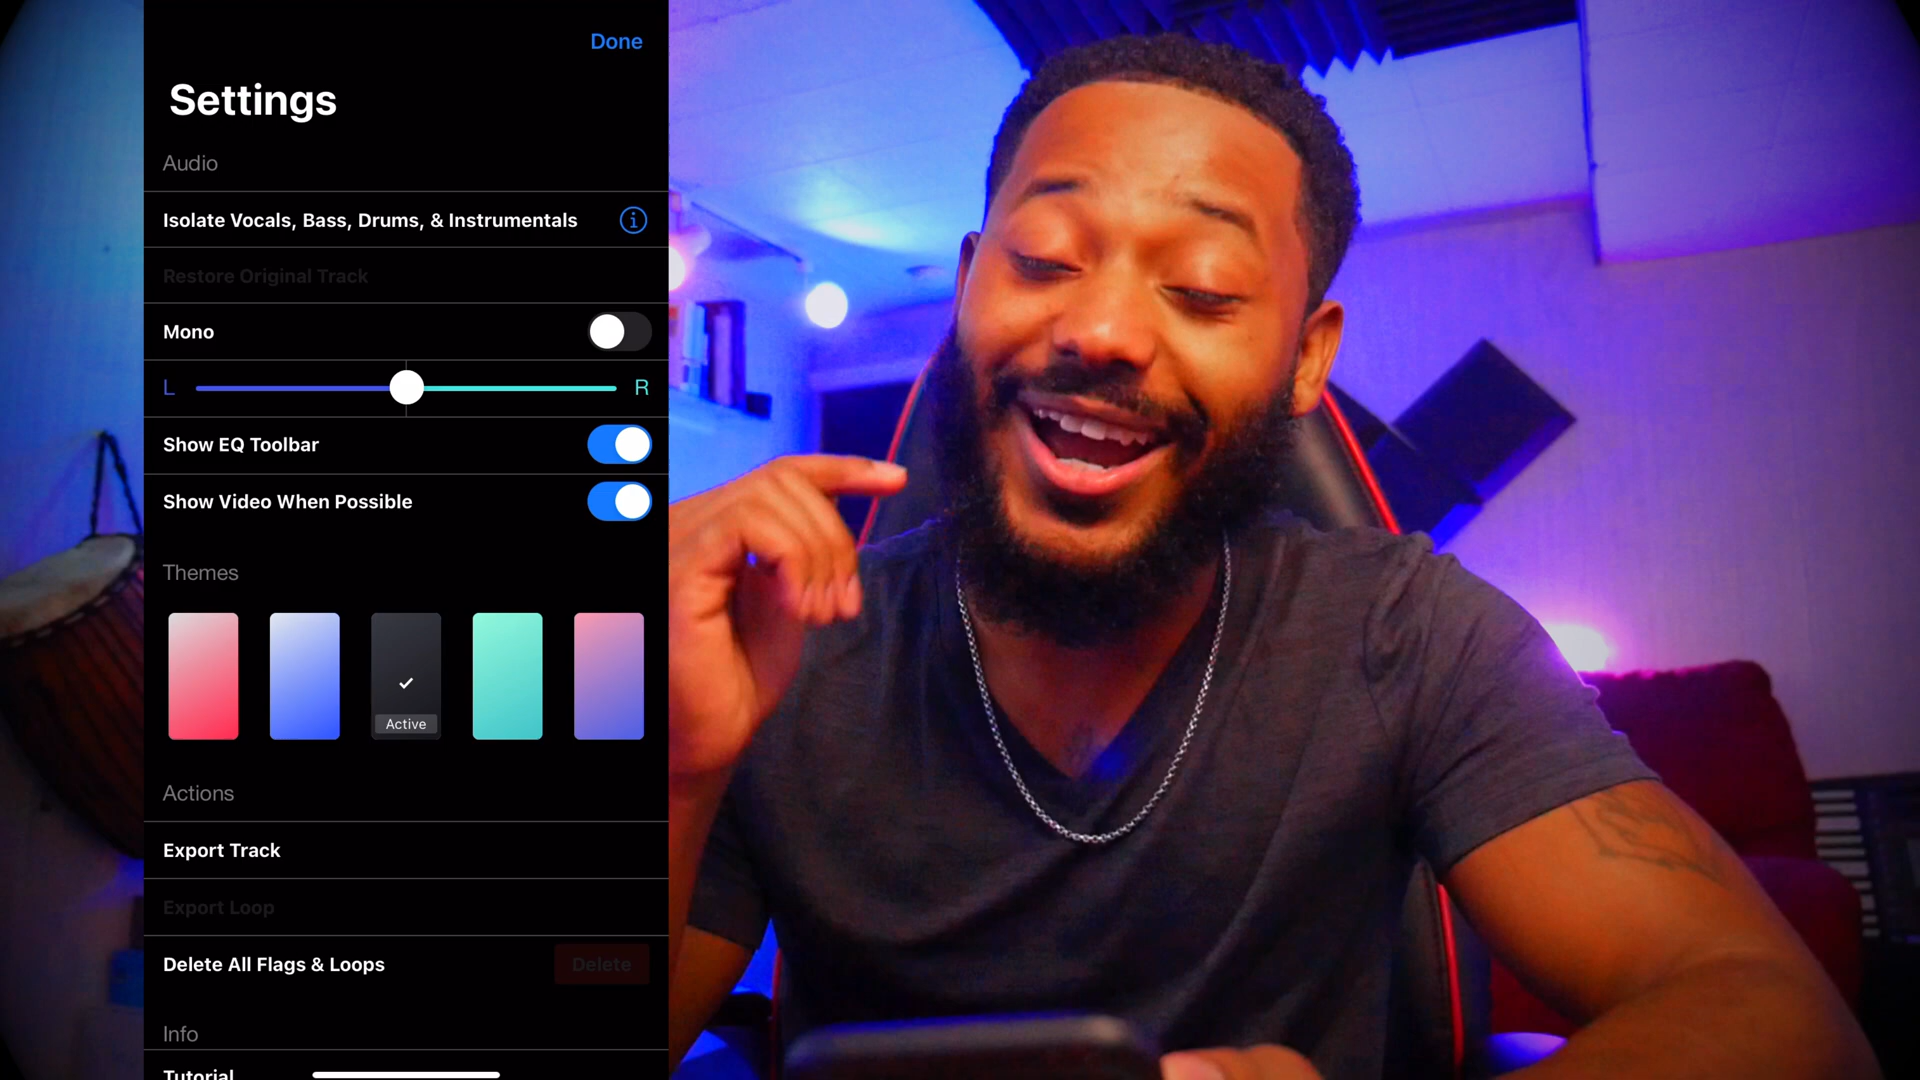 Done
Settings
Audio
Isolate Vocals, Bass, Drums, & Instrumentals
Restore Original Track
Mono
L R
Show EQ Toolbar
Show Video When Possible
Themes
Active
Actions
Export Track
Export Loop
Delete All Flags & Loops Delete
Info
Tutorial